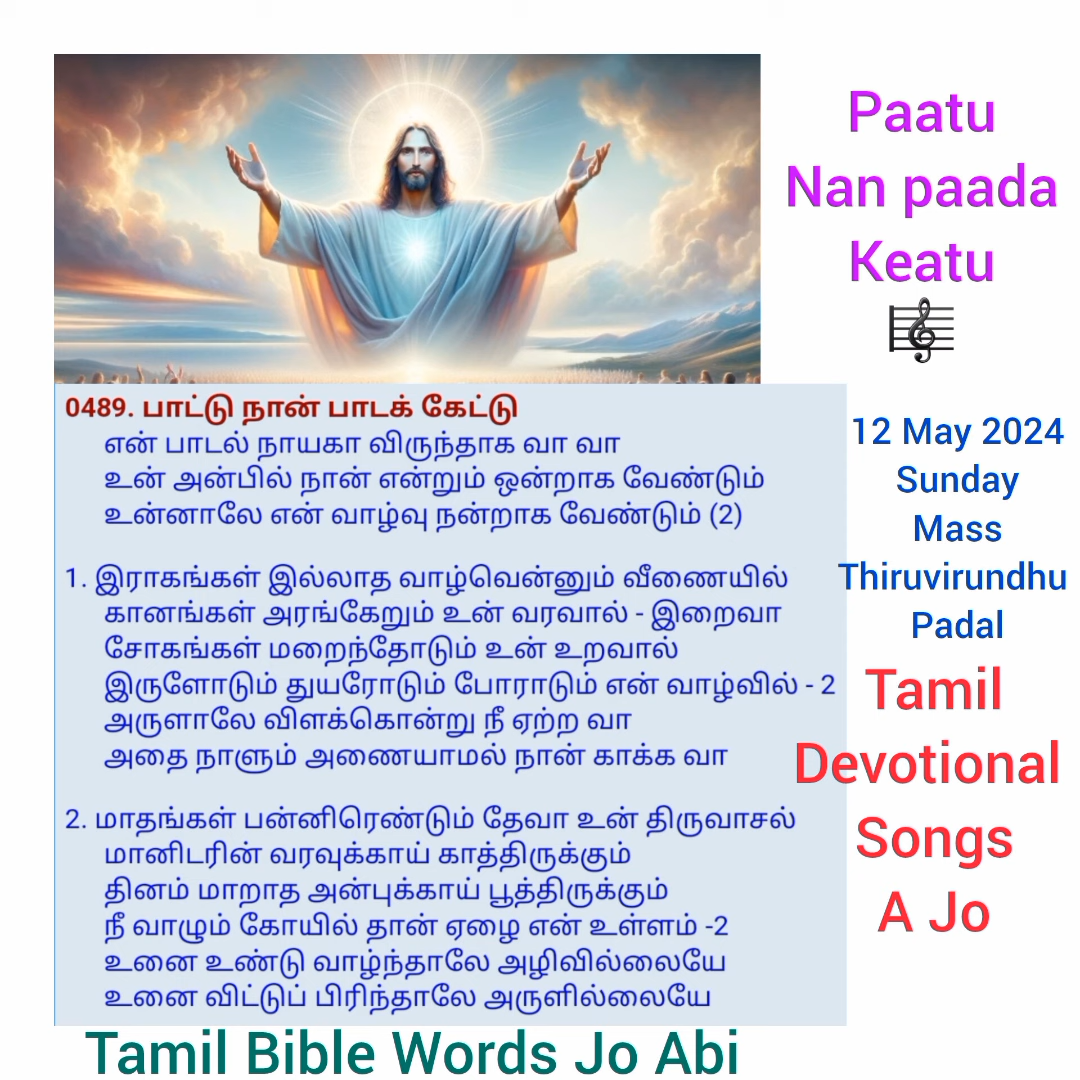 Paatu
Nan paada
Keatu
0489. பாட்டு நான் பாடக் கேட்டு
என் பாடல் நாயகா விருந்தாக வா வா
உன் அன்பில் நான் என்றும் ஒன்றாக வேண்டும்
உன்னாலே என் வாழ்வு நன்றாக வேண்டும் (2)
1. இராகங்கள் இல்லாத வாழ்வென்னும் வீணையில்
கானங்கள் அரங்கேறும் உன் வரவால் - இறைவா
சோகங்கள் மறைந்தோடும் உன் உறவால்
இருளோடும் துயரோடும் போராடும் என் வாழ்வில் - 2
அருளாலே விளக்கொன்று நீ ஏற்ற வா
அதை நாளும் அணையாமல் நான் காக்க வா
2. மாதங்கள் பன்னிரெண்டும் தேவா உன் திருவாசல்
மானிடரின் வரவுக்காய் காத்திருக்கும்
தினம் மாறாத அன்புக்காய் பூத்திருக்கும்
நீ வாழும் கோயில் தான் ஏழை என் உள்ளம் -2
உனை உண்டு வாழ்ந்தாலே அழிவில்லையே
உனை விட்டுப் பிரிந்தாலே அருளில்லையே
12 May 2024
Sunday
Mass
Thiruvirundhu
Padal
Tamil
Devotional
Songs
A Jo
Tamil Bible Words Jo Abi